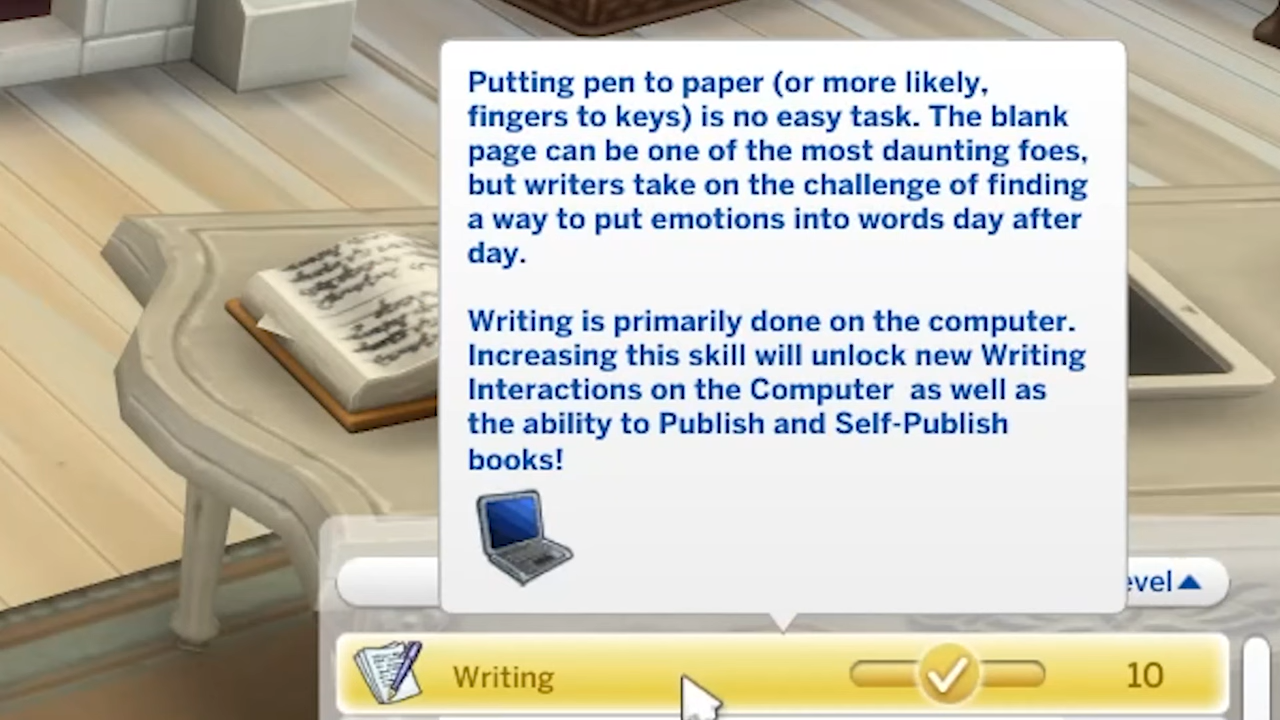 Putting pen to paper (or more likely,
fingers to keys) is no easy task. The blank
page can be one of the most daunting foes,
but writers take on the challenge of finding
a way to put emotions into words day after
day.
Writing is primarily done on the computer.
Increasing this skill will unlock new Writing
Interactions on the Computer  as well as
the ability to Publish and Self-Publish
books!
Writing 10